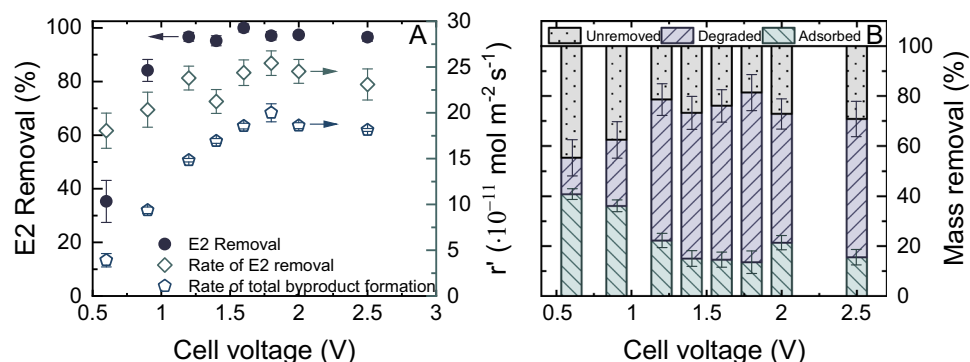 A
E2 Removal (%)
100
80
60
40
20
0
E2 Removal
Rate of E2 removal
Rate of total byproduct formation
30
25
20
15
10
5
0
r' (·10⁻¹¹ mol m⁻² s⁻¹)
0.5 1 1.5 2 2.5 3
Cell voltage (V)
Unremoved Degraded Adsorbed
B
100
80
60
40
20
0
Mass removal (%)
0.5 1 1.5 2 2.5
Cell voltage (V)